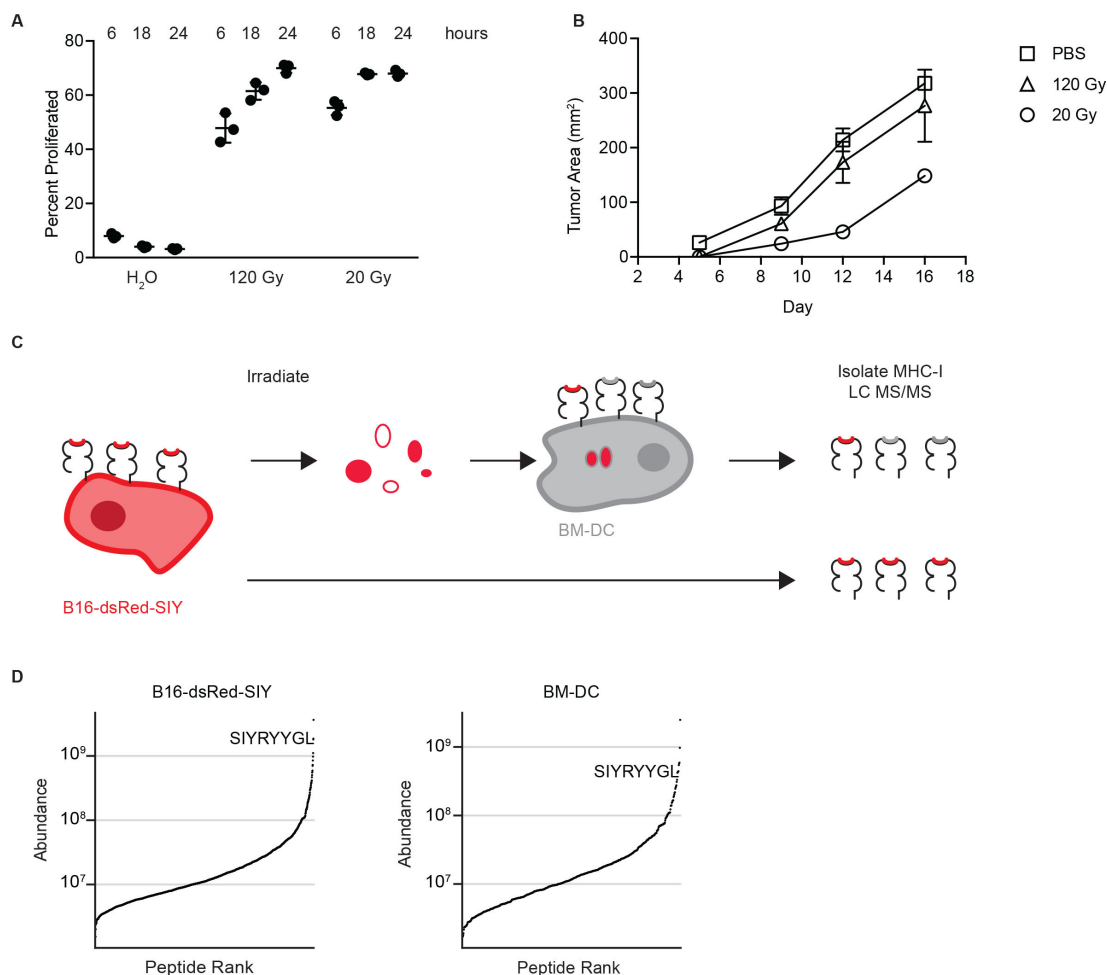 A
6 18 24 6 18 24 6 18 24 hours
80
60
40
20
0
Percent Proliferated
H2O 120 Gy 20 Gy
B
400
300
200
100
0
Tumor Area (mm²)
2 4 6 8 10 12 14 16 18
Day
PBS
120 Gy
20 Gy
C
Irradiate
Isolate MHC-I
LC MS/MS
BM-DC
B16-dsRed-SIY
D
B16-dsRed-SIY
SIYRYYGL
10⁹
10⁸
10⁷
Abundance
Peptide Rank
BM-DC
SIYRYYGL
10⁹
10⁸
10⁷
Abundance
Peptide Rank